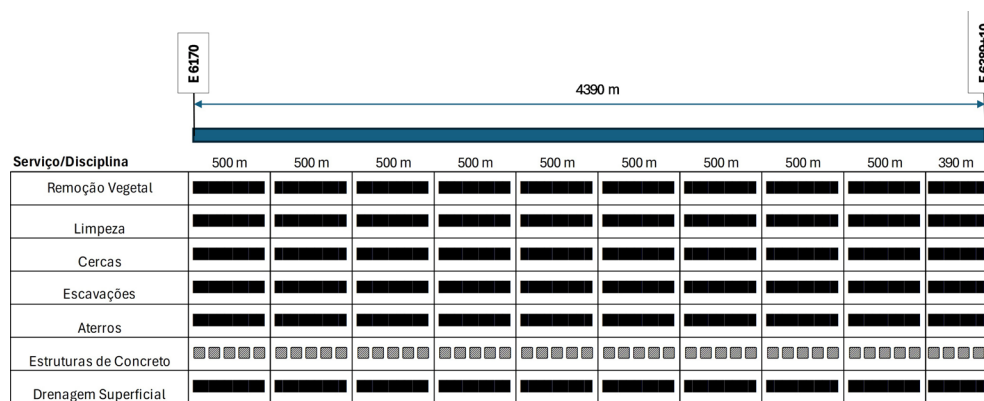 E 6170
4390 m
Serviço/Disciplina
500 m 500 m 500 m 500 m 500 m 500 m 500 m 500 m 500 m 390 m
Remoção Vegetal
Limpeza
Cercas
Escavações
Aterros
Estruturas de Concreto
Drenagem Superficial